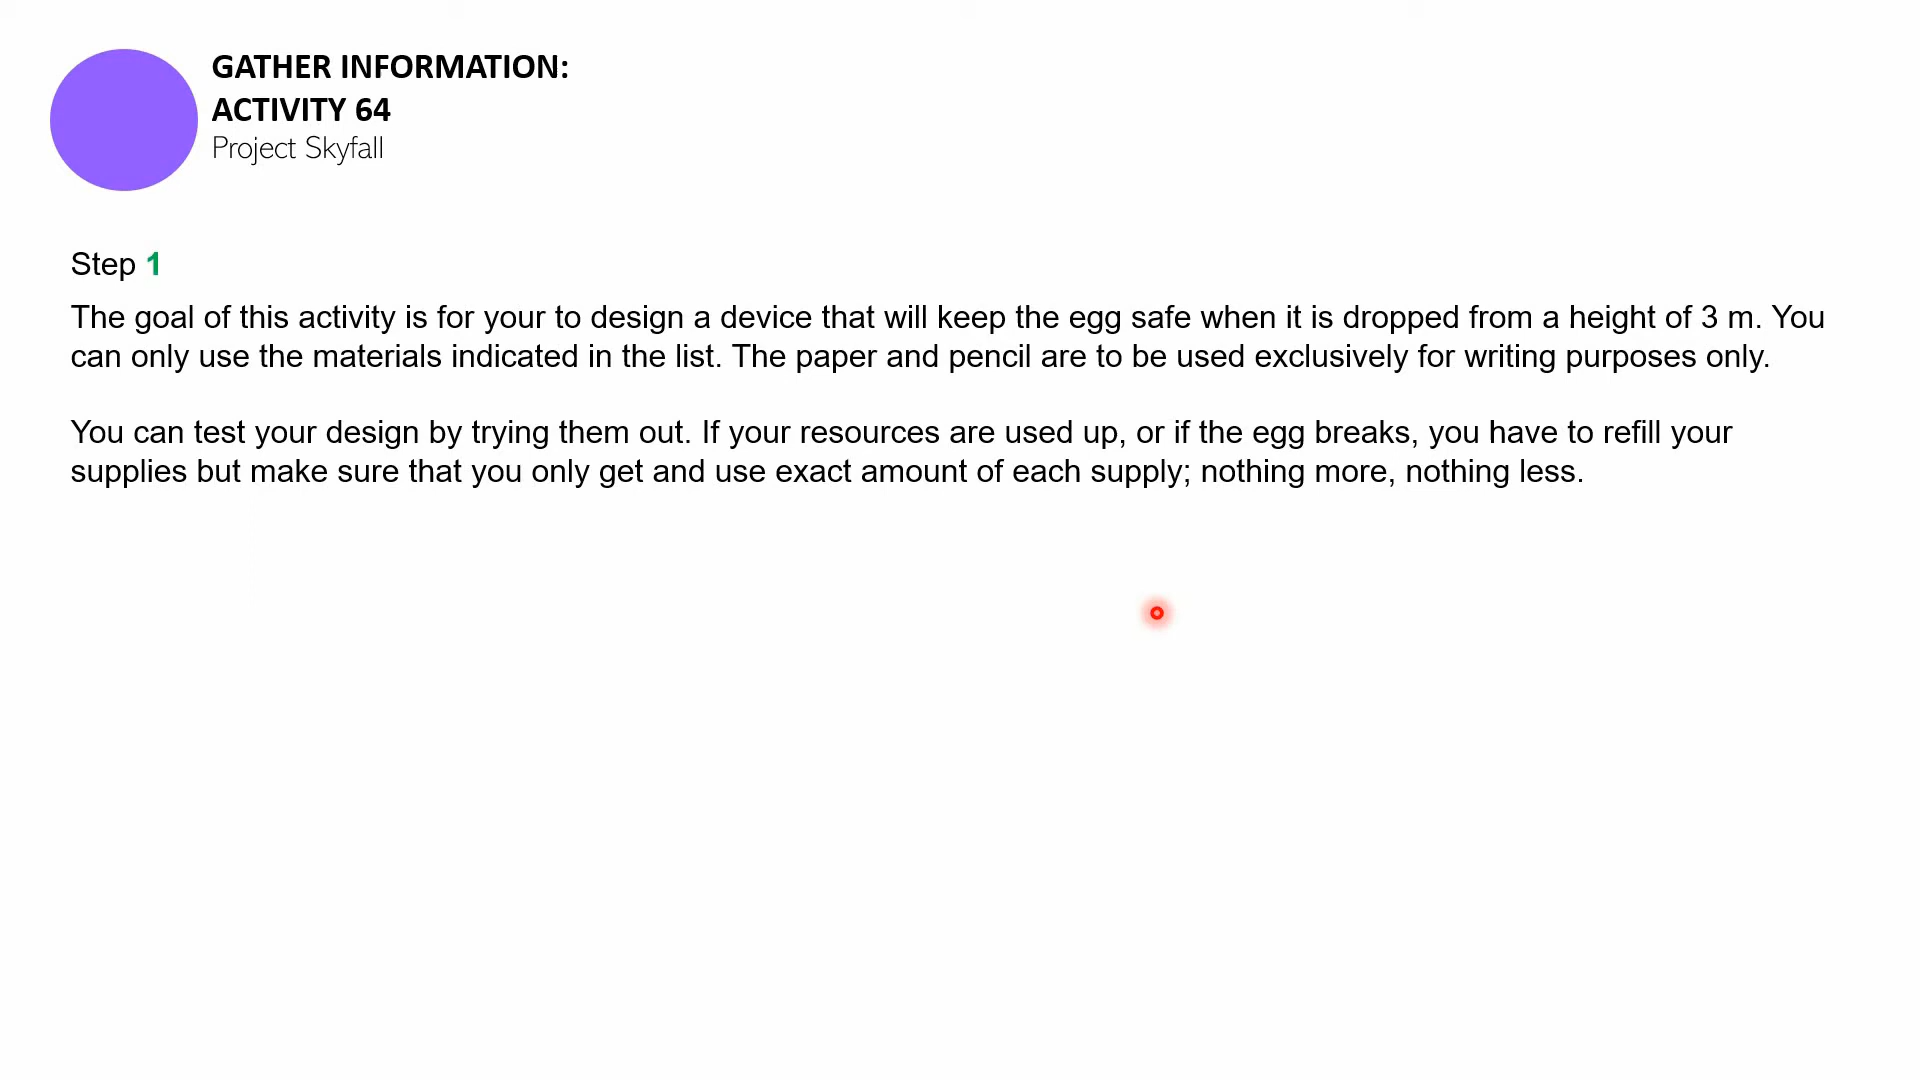 GATHER INFORMATION:
ACTIVITY 64
Project Skyfall
Step 1
The goal of this activity is for your to design a device that will keep the egg safe when it is dropped from a height of 3 m. You
can only use the materials indicated in the list. The paper and pencil are to be used exclusively for writing purposes only.
You can test your design by trying them out. If your resources are used up, or if the egg breaks, you have to refill your
supplies but make sure that you only get and use exact amount of each supply; nothing more, nothing less.